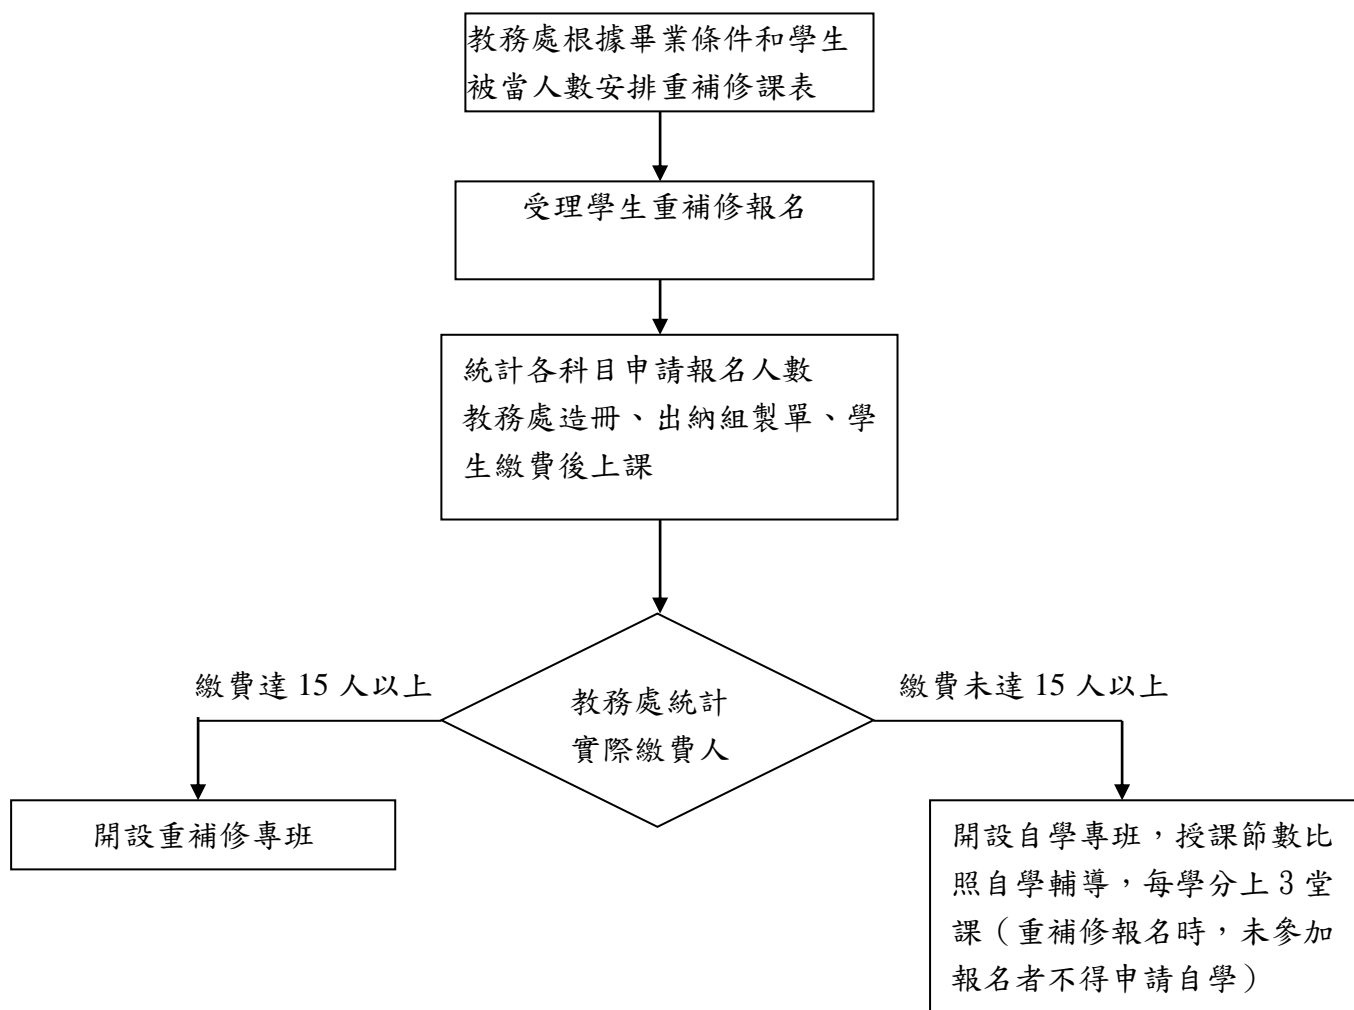 教務處根據畢業條件和學生
被當人數安排重補修課表
受理學生重補修報名
統計各科目申請報名人數
教務處造冊、出納組製單、學
生繳費後上課
繳費達 15 人以上
繳費未達 15 人以上
教務處統計
實際繳費人
開設重補修專班
開設自學專班，授課節數比
照自學輔導，每學分上 3 堂
課（重補修報名時，未參加
報名者不得申請自學）